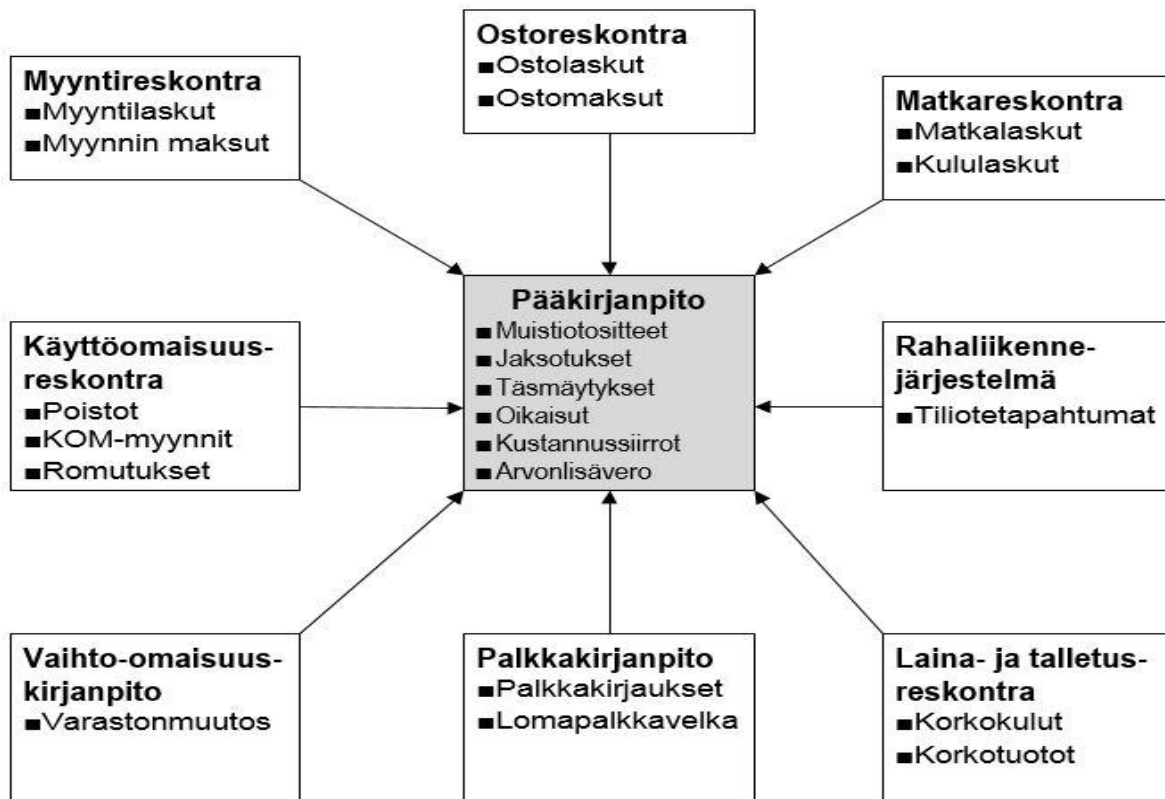 Ostoreskontra
■Ostolaskut
■Ostomaksut
Myyntireskontra
■Myyntilaskut
■Myynnin maksut
Matkareskontra
■Matkalaskut
■Kululaskut
Pääkirjanpito
■Muistiotositteet
■Jaksotukset
■Täsmäytykset
■Oikaisut
■Kustannussiirrot
■Arvonlisävero
Käyttöomaisuus-
reskontra
■Poistot
■KOM-myynnit
■Romutukset
Rahaliikenne-
järjestelmä
■Tiliotetapahtumat
Vaihto-omaisuus-
kirjanpito
■Varastonmuutos
Palkkakirjanpito
■Palkkakirjaukset
■Lomapalkkavelka
Laina- ja talletus-
reskontra
■Korkokulut
■Korkotuotot